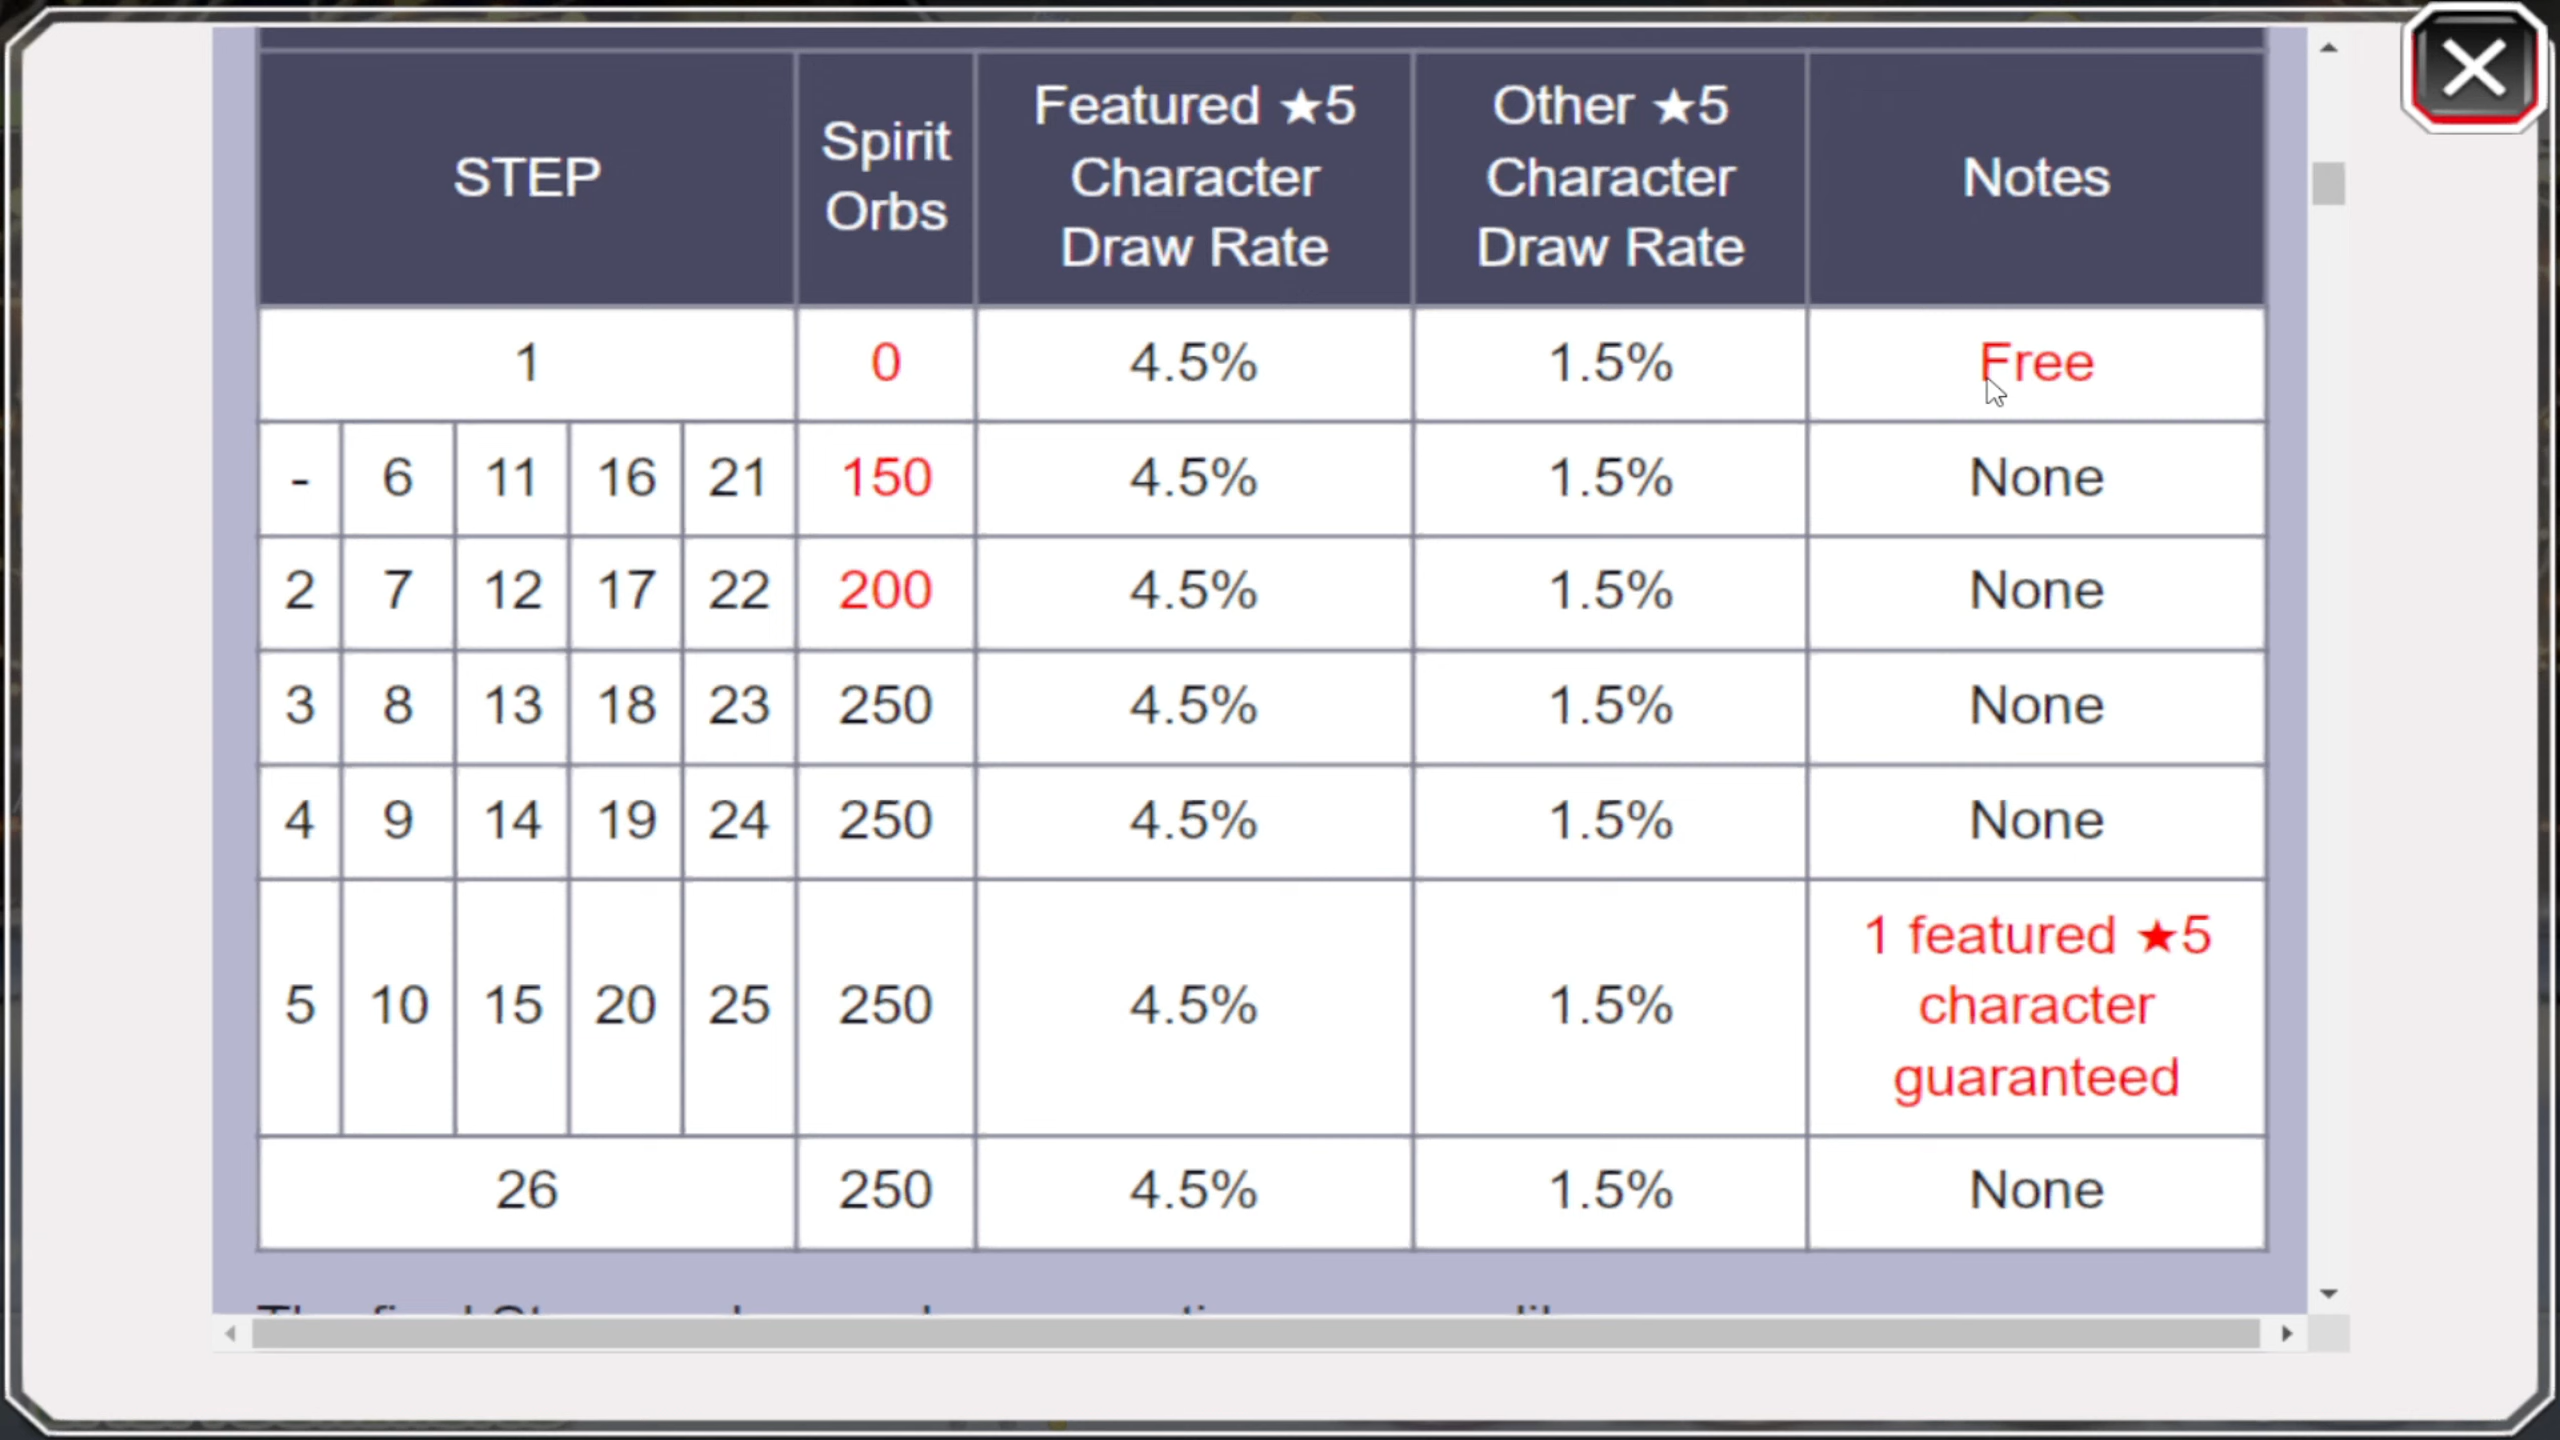 STEP
Spirit
Orbs
Featured ★5
Character
Draw Rate
Other ★5
Character
Draw Rate
Notes
1 0 4.5% 1.5% Free
- 6 11 16 21 150 4.5% 1.5% None
2 7 12 17 22 200 4.5% 1.5% None
3 8 13 18 23 250 4.5% 1.5% None
4 9 14 19 24 250 4.5% 1.5% None
5 10 15 20 25 250 4.5% 1.5% 1 featured ★5
character
guaranteed
26 250 4.5% 1.5% None